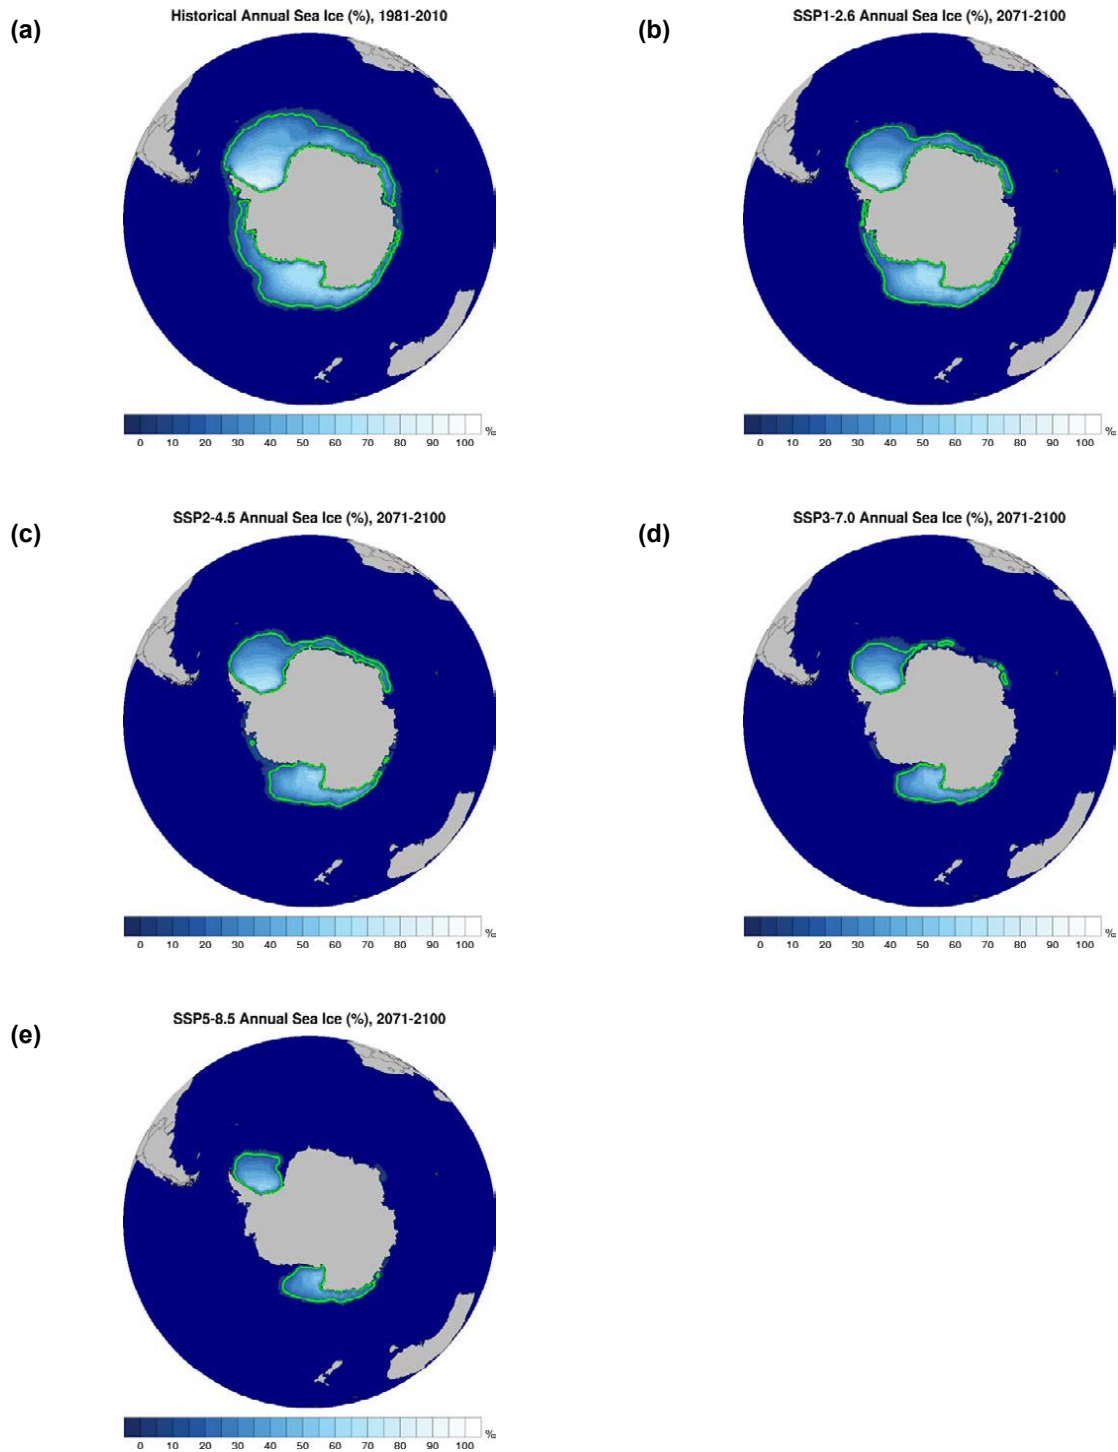 (a)
Historical Annual Sea Ice (%), 1981-2010
0 10 20 30 40 50 60 70 80 90 100 %
(b)
SSP1-2.6 Annual Sea Ice (%), 2071-2100
0 10 20 30 40 50 60 70 80 90 100 %
(c)
SSP2-4.5 Annual Sea Ice (%), 2071-2100
0 10 20 30 40 50 60 70 80 90 100 %
(d)
SSP3-7.0 Annual Sea Ice (%), 2071-2100
0 10 20 30 40 50 60 70 80 90 100 %
(e)
SSP5-8.5 Annual Sea Ice (%), 2071-2100
0 10 20 30 40 50 60 70 80 90 100 %